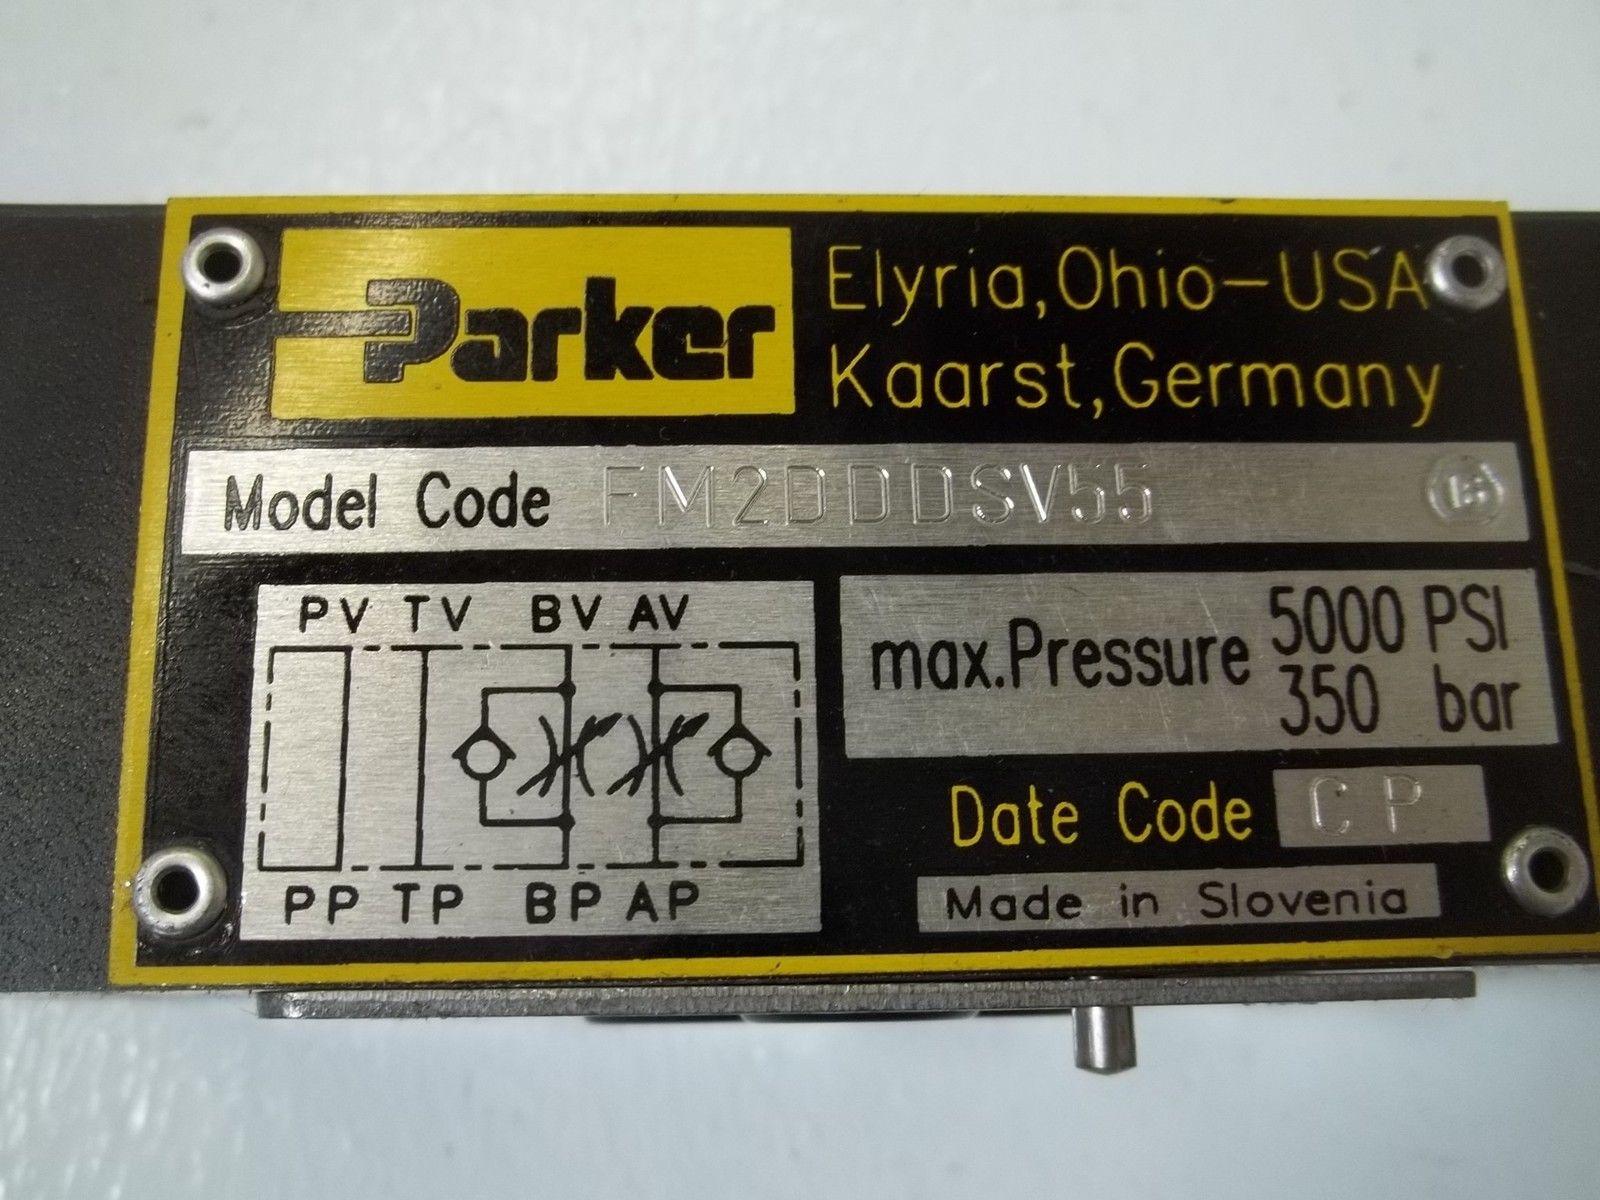 Parker
Elyria, Ohio-USA
Kaarst, Germany
Model Code FM2DDDSV55
max. Pressure 5000 PSI
350 bar
PV TV BV AV
PP TP BP AP
Date Code CP
Made in Slovenia